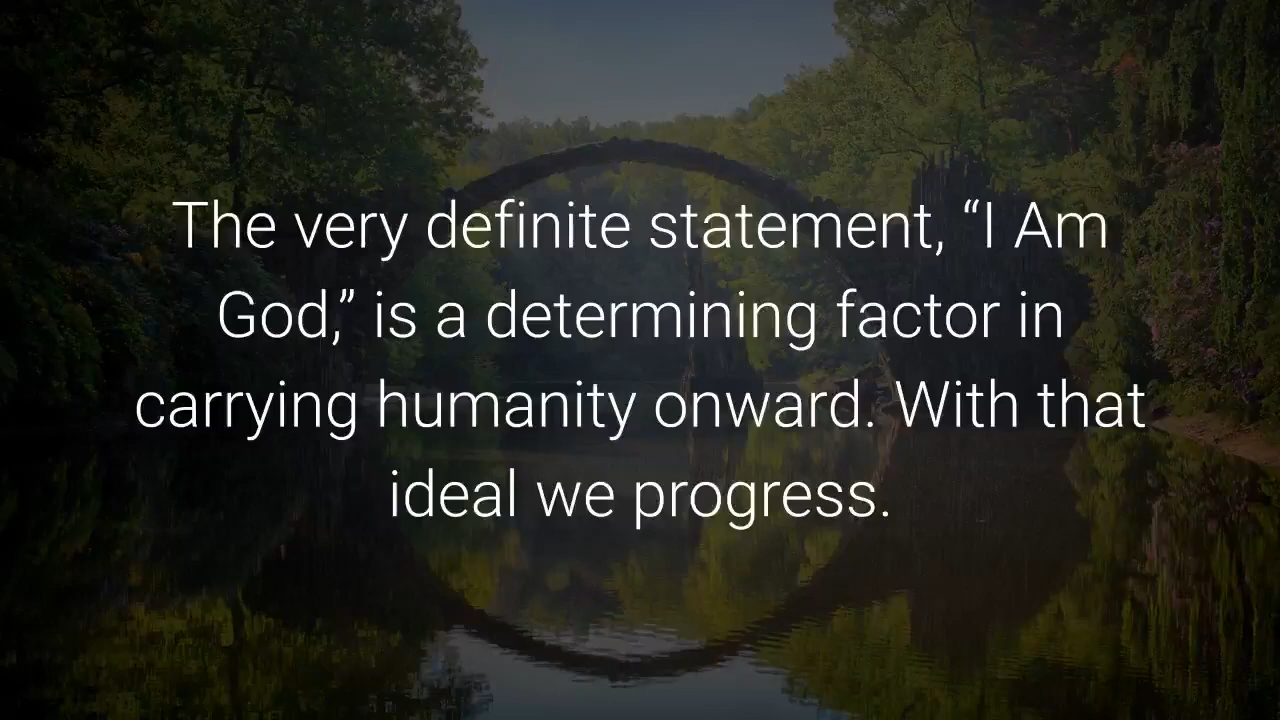 The very definite statement, “I Am
God,” is a determining factor in
carrying humanity onward. With that
ideal we progress.